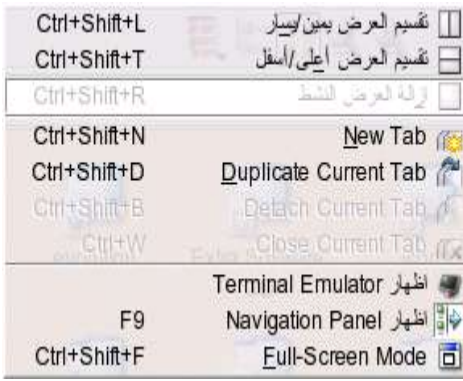 تقسيم العرض يمين/يسار Ctrl+Shift+L
تقسيم العرض أعلى/أسفل Ctrl+Shift+T
إزالة العرض النشط Ctrl+Shift+R
New Tab Ctrl+Shift+N
Duplicate Current Tab Ctrl+Shift+D
Detach Current Tab Ctrl+Shift+B
Close Current Tab Ctrl+W
اظهار Terminal Emulator
اظهار Navigation Panel F9
Full-Screen Mode Ctrl+Shift+F